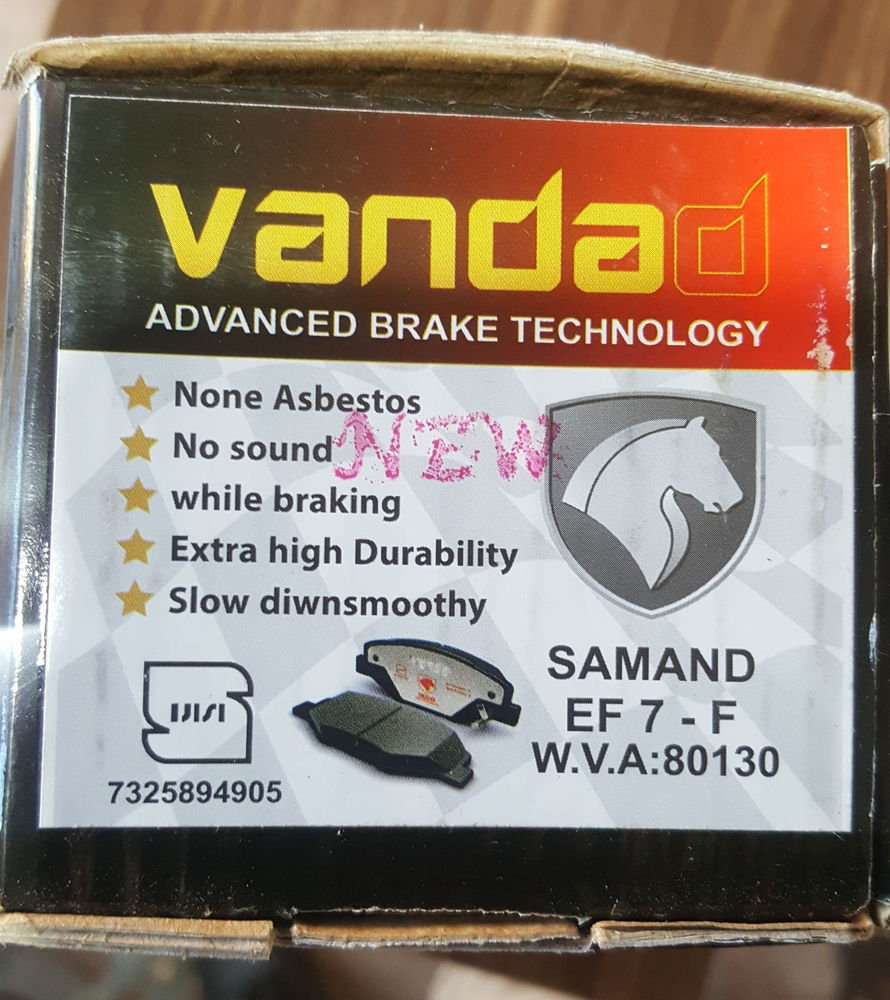 vandad
ADVANCED BRAKE TECHNOLOGY
None Asbestos
No sound
NEW
while braking
Extra high Durability
Slow diwnsmoothy
SAMAND
EF 7 - F
W.V.A:80130
7325894905